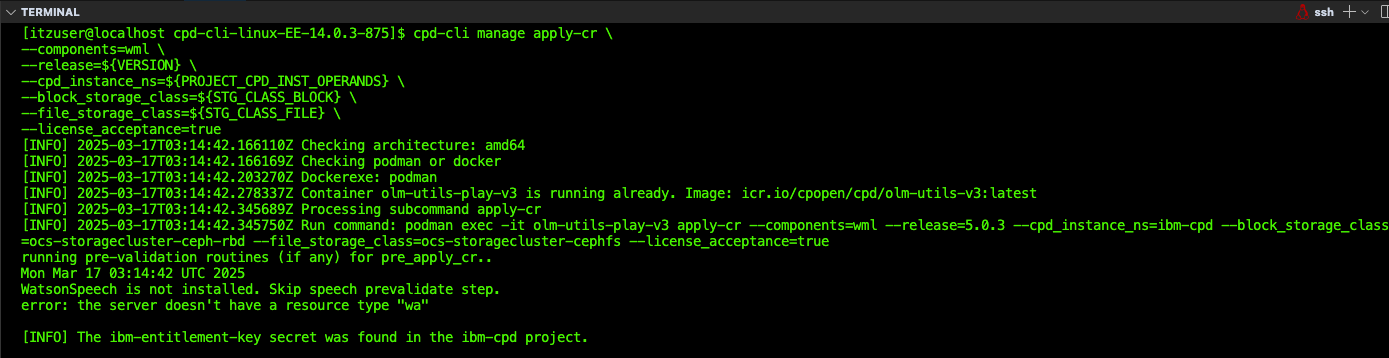 TERMINAL
ssh
[itzuser@localhost cpd-cli-linux-EE-14.0.3-875]$ cpd-cli manage apply-cr \
--components=wml \
--release=${VERSION} \
--cpd_instance_ns=${PROJECT_CPD_INST_OPERANDS} \
--block_storage_class=${STG_CLASS_BLOCK} \
--file_storage_class=${STG_CLASS_FILE} \
--license_acceptance=true
[INFO] 2025-03-17T03:14:42.166110Z Checking architecture: amd64
[INFO] 2025-03-17T03:14:42.166169Z Checking podman or docker
[INFO] 2025-03-17T03:14:42.203270Z Dockerexe: podman
[INFO] 2025-03-17T03:14:42.278337Z Container olm-utils-play-v3 is running already. Image: icr.io/cpopen/cpd/olm-utils-v3:latest
[INFO] 2025-03-17T03:14:42.345689Z Processing subcommand apply-cr
[INFO] 2025-03-17T03:14:42.345750Z Run command: podman exec -it olm-utils-play-v3 apply-cr --components=wml --release=5.0.3 --cpd_instance_ns=ibm-cpd --block_storage_class
=ocs-storagecluster-ceph-rbd --file_storage_class=ocs-storagecluster-cephfs --license_acceptance=true
running pre-validation routines (if any) for pre_apply_cr..
Mon Mar 17 03:14:42 UTC 2025
WatsonSpeech is not installed. Skip speech prevalidate step.
error: the server doesn't have a resource type "wa"
[INFO] The ibm-entitlement-key secret was found in the ibm-cpd project.